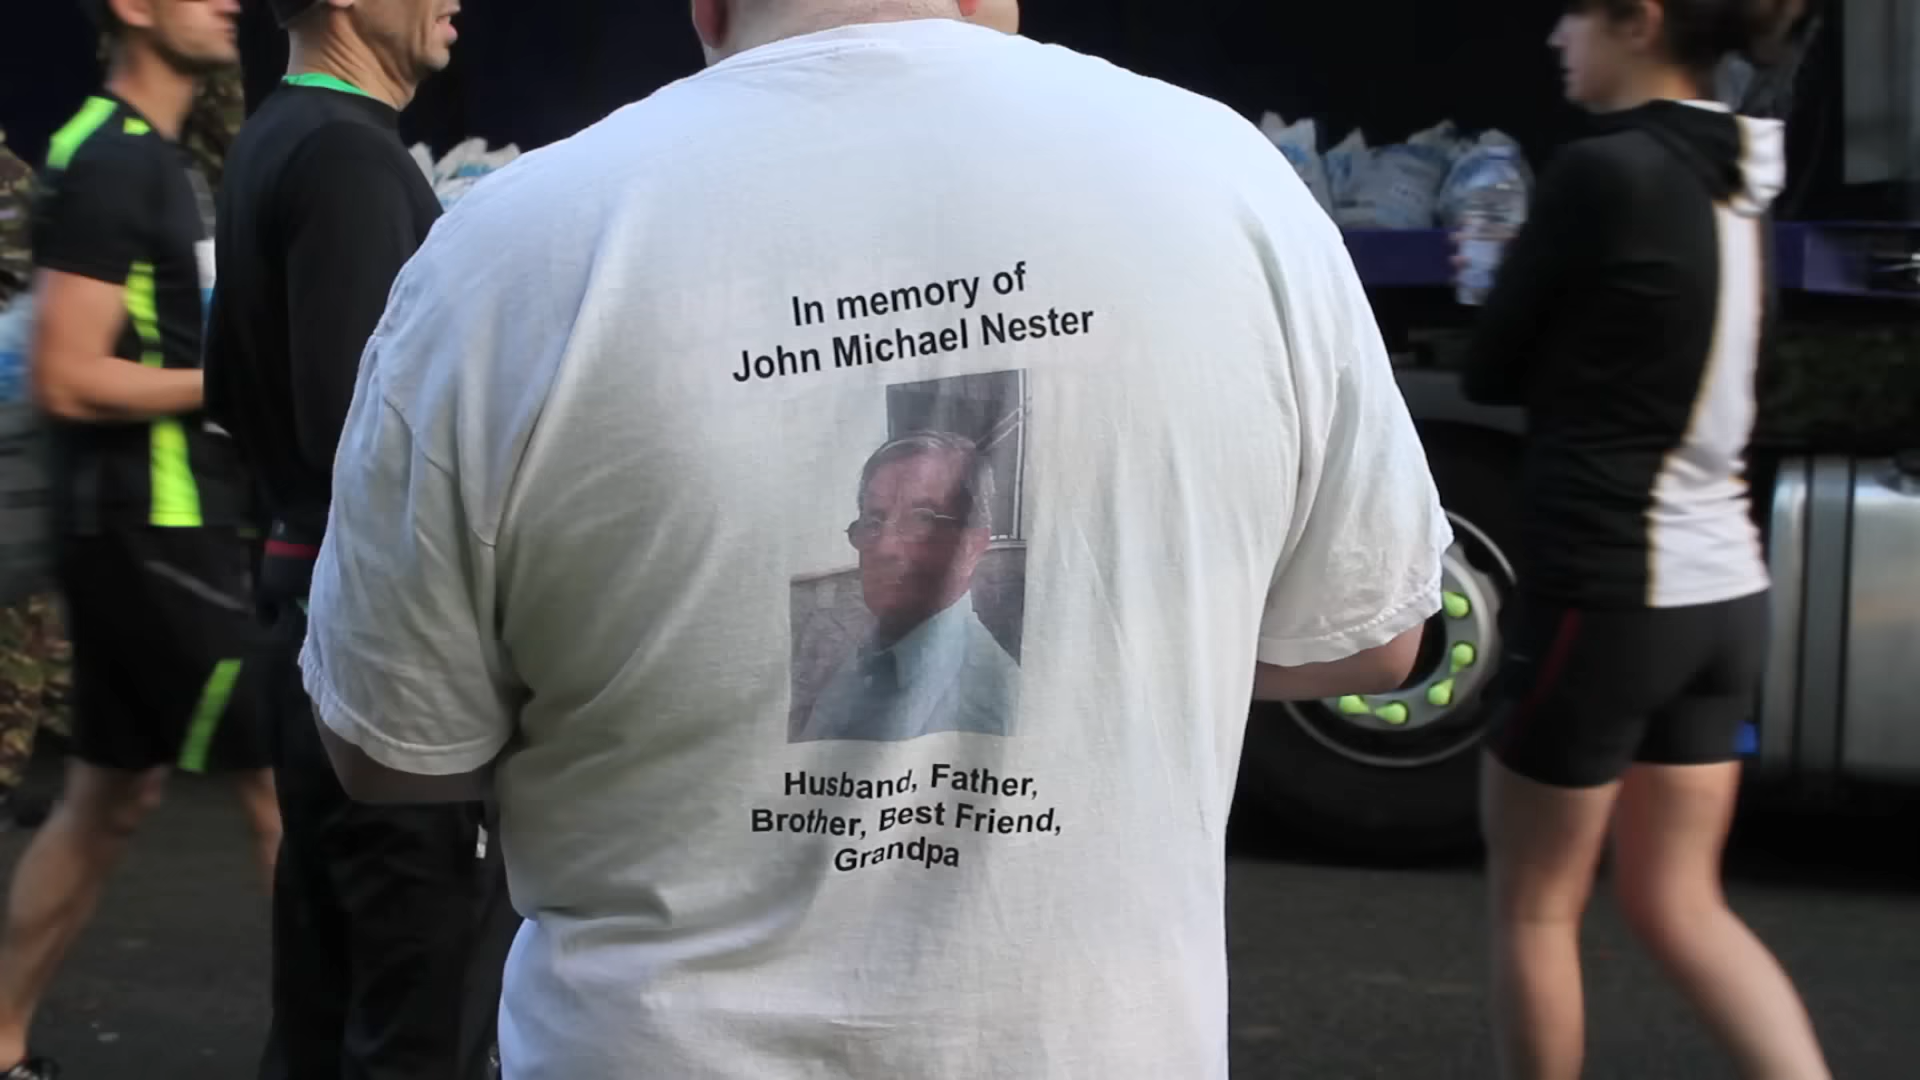 In memory of
John Michael Nester
Husband, Father,
Brother, Best Friend,
Grandpa